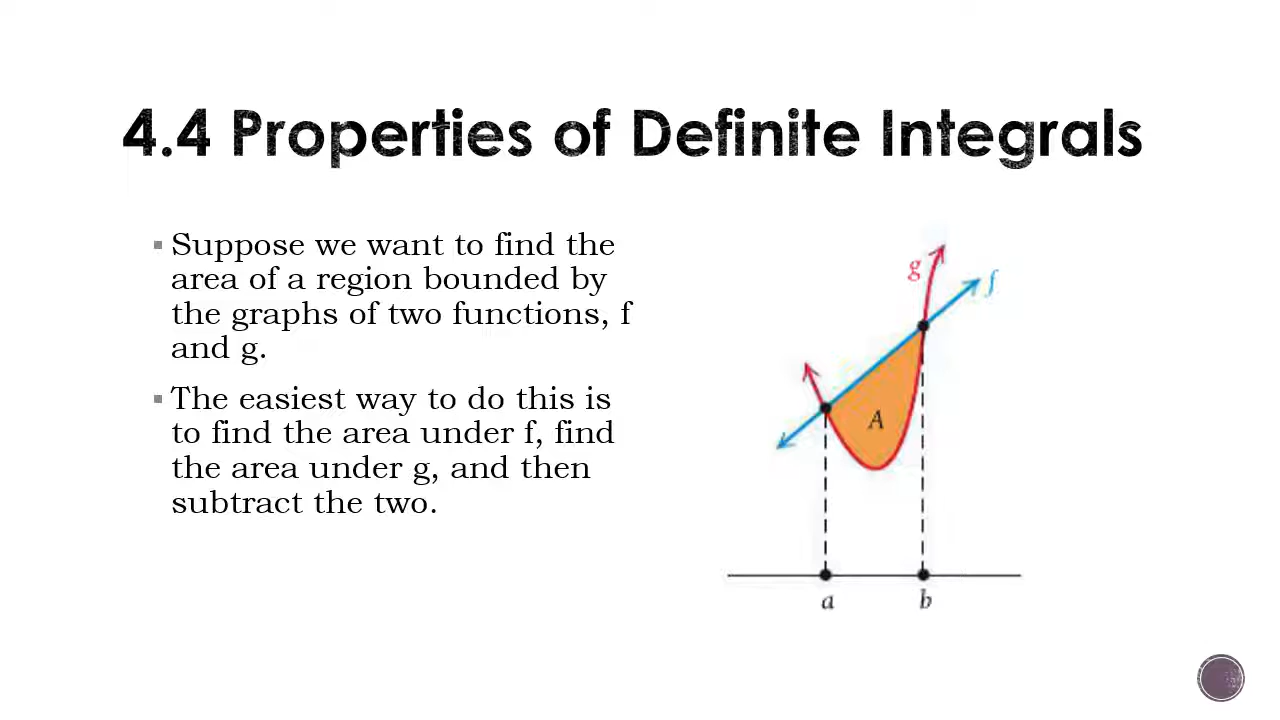 4.4 Properties of Definite Integrals
▪ Suppose we want to find the
area of a region bounded by
the graphs of two functions, f
and g.
▪ The easiest way to do this is
to find the area under f, find
the area under g, and then
subtract the two.
g
f
A
a
b